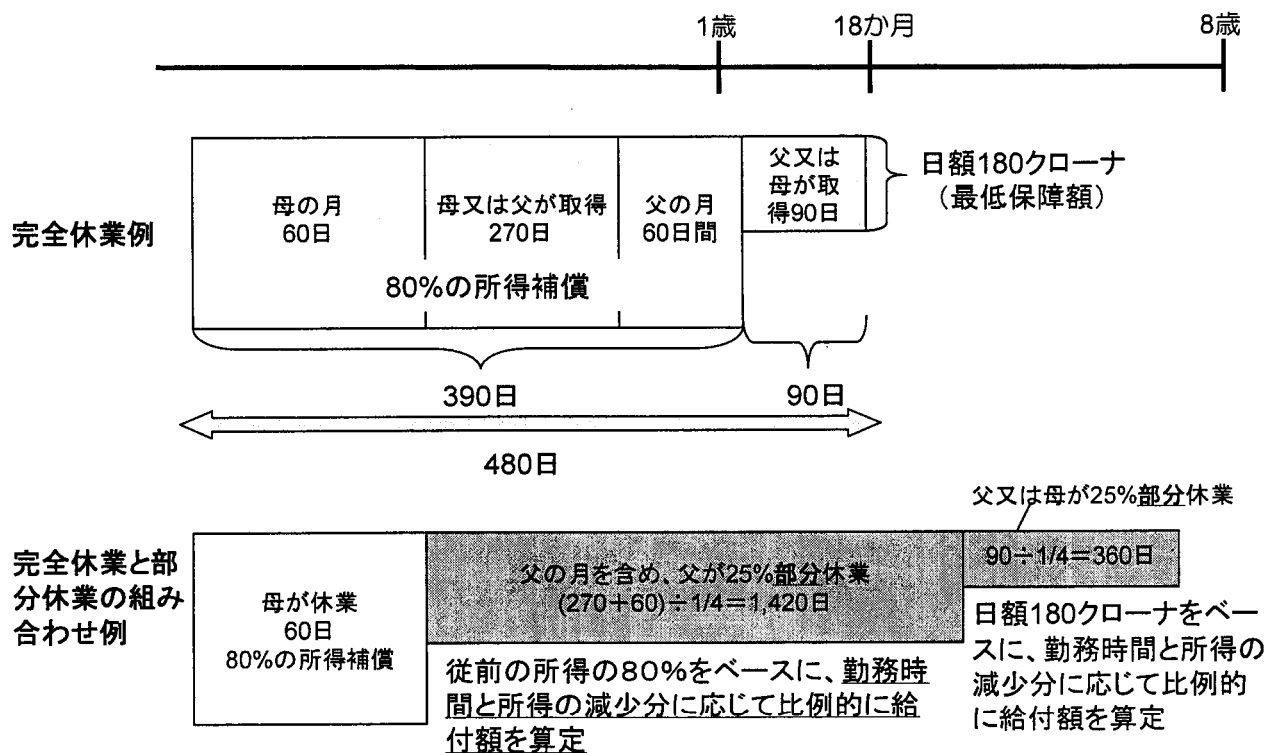 1歳
18か月
8歳
完全休業例
母の月
60日
母又は父が取得
270日
父の月
60日間
80%の所得補償
父又は
母が取
得90日
日額180クローナ
（最低保障額）
390日
90日
480日
完全休業と部
分休業の組み
合わせ例
母が休業
60日
80%の所得補償
父の月を含め、父が25%部分休業
(270＋60)÷1/4＝1,420日
従前の所得の80%をベースに、勤務時
間と所得の減少分に応じて比例的に給
付額を算定
父又は母が25%部分休業
90÷1/4＝360日
日額180クローナをベー
スに、勤務時間と所得の
減少分に応じて比例的
に給付額を算定